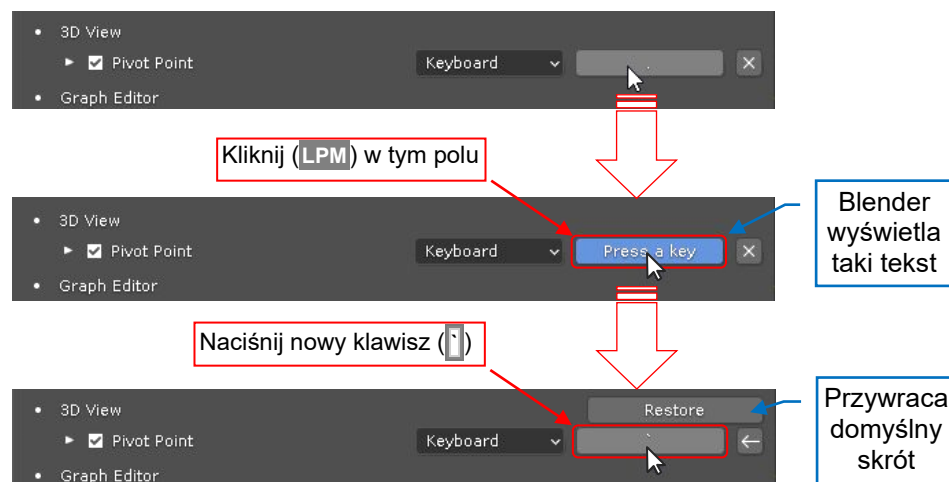 3D View
Pivot Point Keyboard .
Graph Editor
Kliknij (LPM) w tym polu
3D View
Pivot Point Keyboard Press a key
Graph Editor
Blender
wyświetla
taki tekst
Naciśnij nowy klawisz (`)
3D View Restore
Pivot Point Keyboard `
Graph Editor
Przywraca
domyślny
skrót